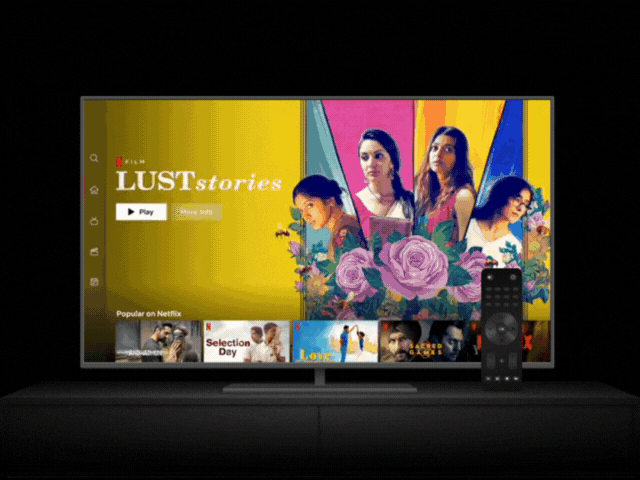 N FILM
LUST stories
Play
More Info
Popular on Netflix
Selection
Day
Love
SACRED
GAMES